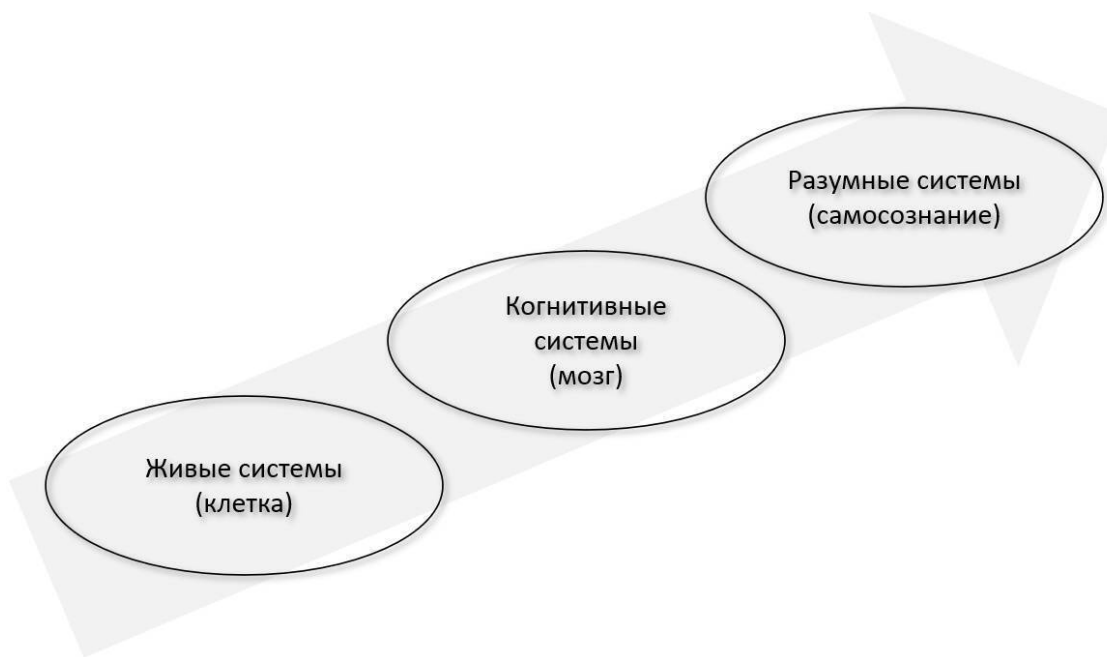 Разумные системы
(самосознание)
Когнитивные
системы
(мозг)
Живые системы
(клетка)